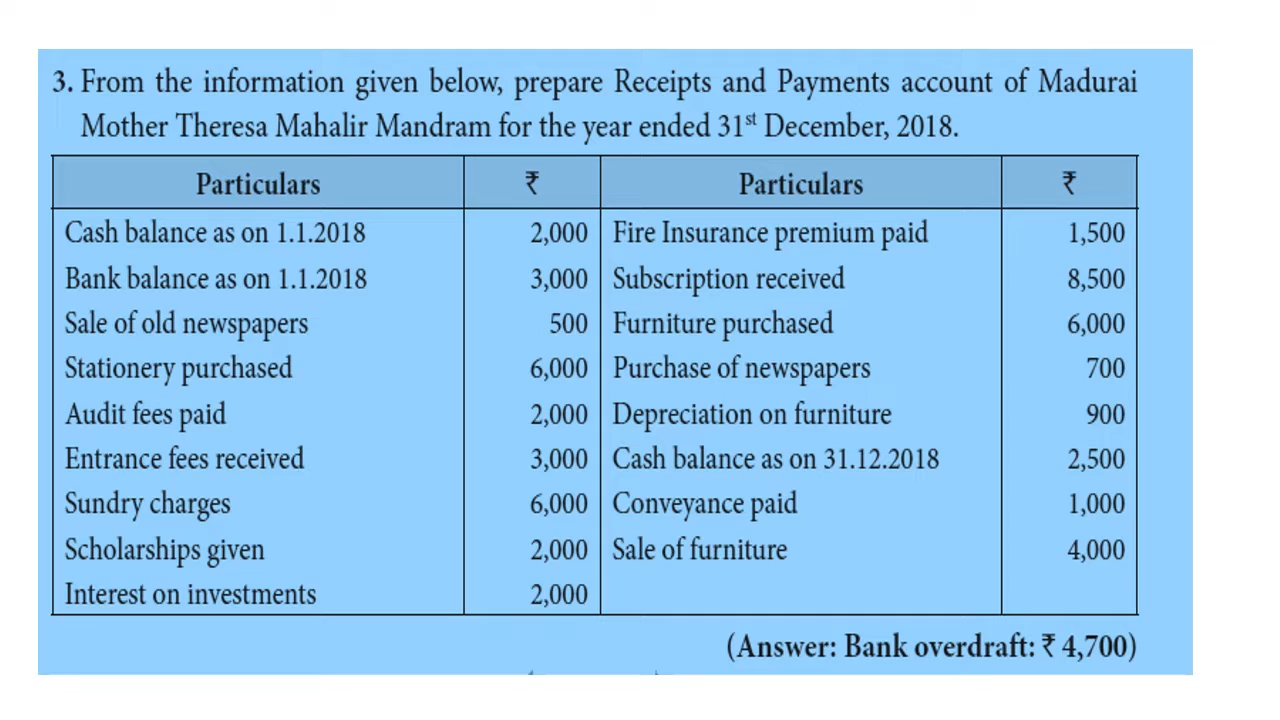 3. From the information given below, prepare Receipts and Payments account of Madurai
Mother Theresa Mahalir Mandram for the year ended 31st December, 2018.
Particulars ₹ Particulars ₹
Cash balance as on 1.1.2018 2,000 Fire Insurance premium paid 1,500
Bank balance as on 1.1.2018 3,000 Subscription received 8,500
Sale of old newspapers 500 Furniture purchased 6,000
Stationery purchased 6,000 Purchase of newspapers 700
Audit fees paid 2,000 Depreciation on furniture 900
Entrance fees received 3,000 Cash balance as on 31.12.2018 2,500
Sundry charges 6,000 Conveyance paid 1,000
Scholarships given 2,000 Sale of furniture 4,000
Interest on investments 2,000
(Answer: Bank overdraft: ₹ 4,700)